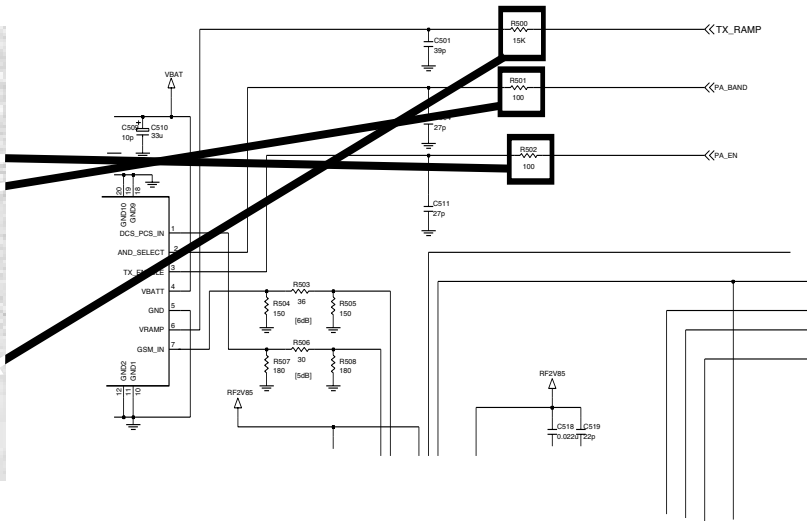 R500
15K
TX_RAMP
C501
39p
R501
100
PA_BAND
VBAT
27p
C510
10p
33u
R502
100
PA_EN
C511
27p
20
19
18
GND10
GND9
DCS_PCS_IN
1
AND_SELECT
2
3
VBATT
4
GND
5
VRAMP
6
GSM_IN
7
GND2
GND1
12
11
10
R503
36
R504
150
R505
150
[6dB]
R506
30
R507
180
R508
180
[5dB]
RF2V85
RF2V85
C518
0.022u
C519
22p